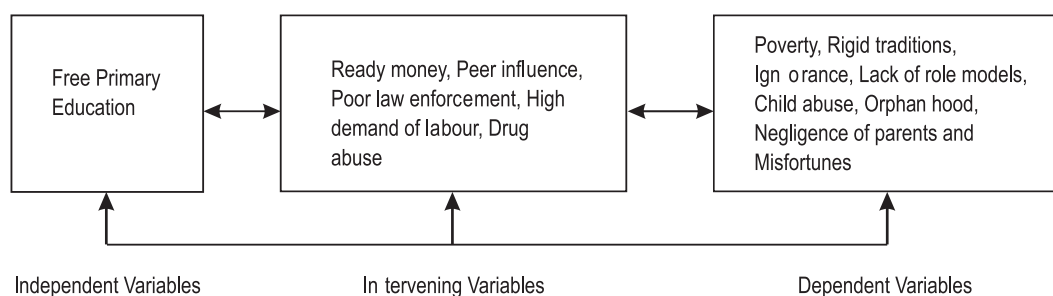 Free Primary
Education
Ready money, Peer influence,
Poor law enforcement, High
demand of labour, Drug
abuse
Poverty, Rigid traditions,
Ign o rance, Lack of role models,
Child abuse, Orphan hood,
Negligence of parents and
Misfortunes
Independent Variables
In tervening Variables
Dependent Variables